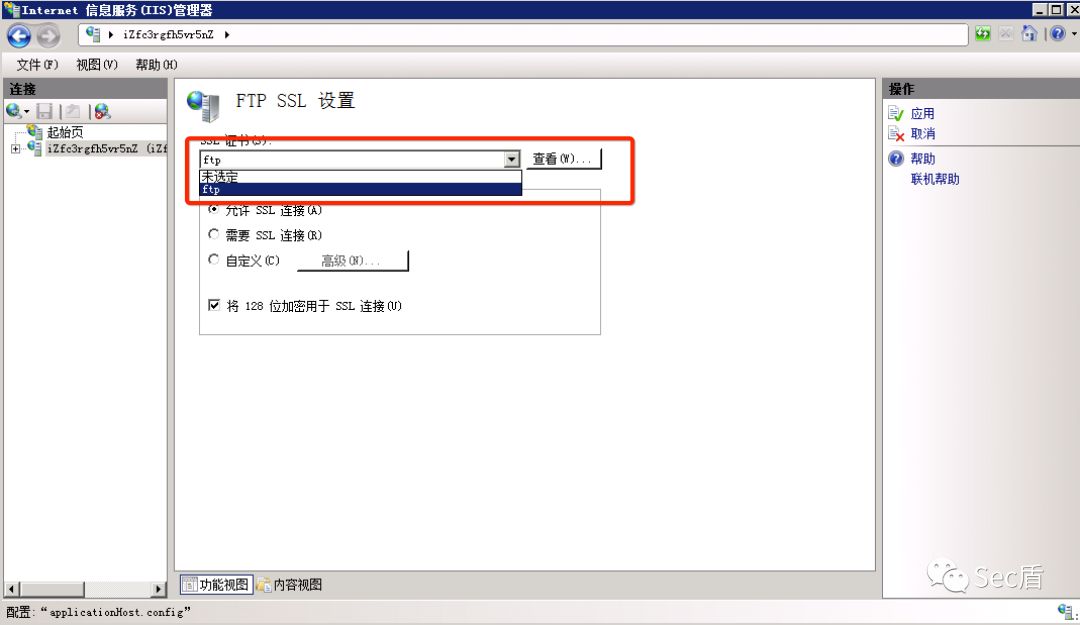 Internet 信息服务(IIS)管理器
iZfc3rgfh5vr5nZ
文件(F) 视图(V) 帮助(H)
连接
起始页
iZfc3rgfh5vr5nZ (iZf
FTP SSL 设置
SSL 证书(S):
ftp
查看(W)...
未选定
ftp
允许 SSL 连接(A)
需要 SSL 连接(R)
自定义(C)
高级(N)...
将 128 位加密用于 SSL 连接(U)
操作
应用
取消
帮助
联机帮助
功能视图 内容视图
Sec盾
配置:“applicationHost.config”